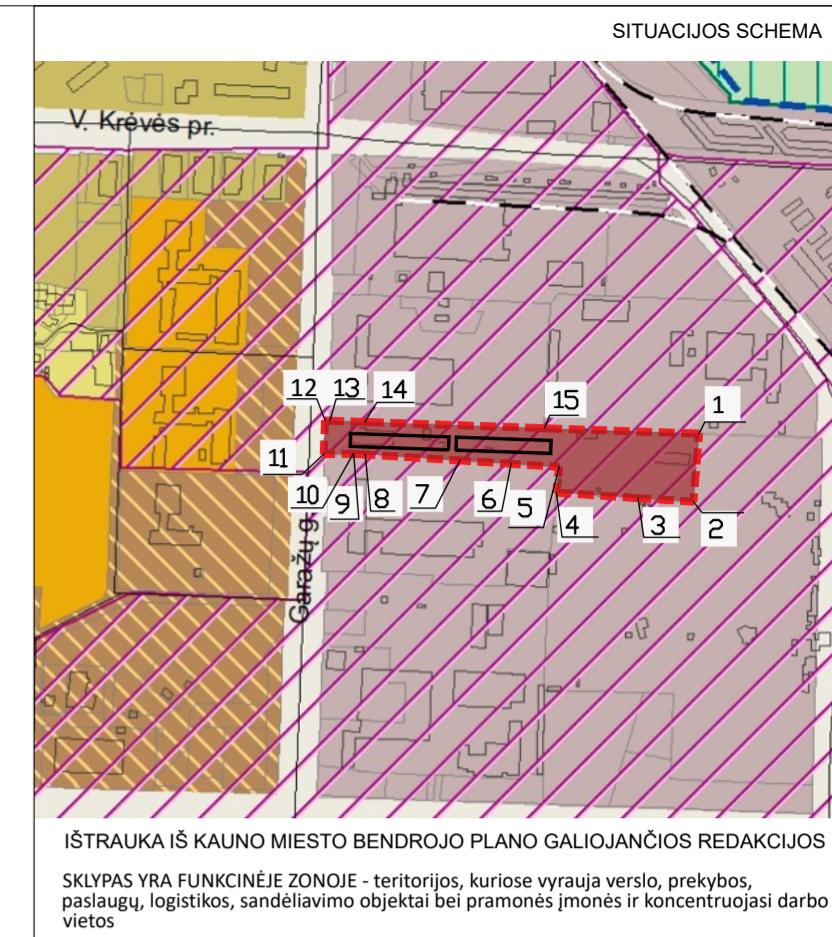 SITUACIJOS SCHEMA
V. Krėvės pr.
12 13 14
15
1
11
10 9 8 7 6 5 4 3 2
Garažų g.
IŠTRAUKA IŠ KAUNO MIESTO BENDROJO PLANO GALIOJANČIOS REDAKCIJOS
SKLYPAS YRA FUNKCINĖJE ZONOJE - teritorijos, kuriose vyrauja verslo, prekybos,
paslaugų, logistikos, sandėliavimo objektai bei pramonės įmonės ir koncentruojasi darbo
vietos